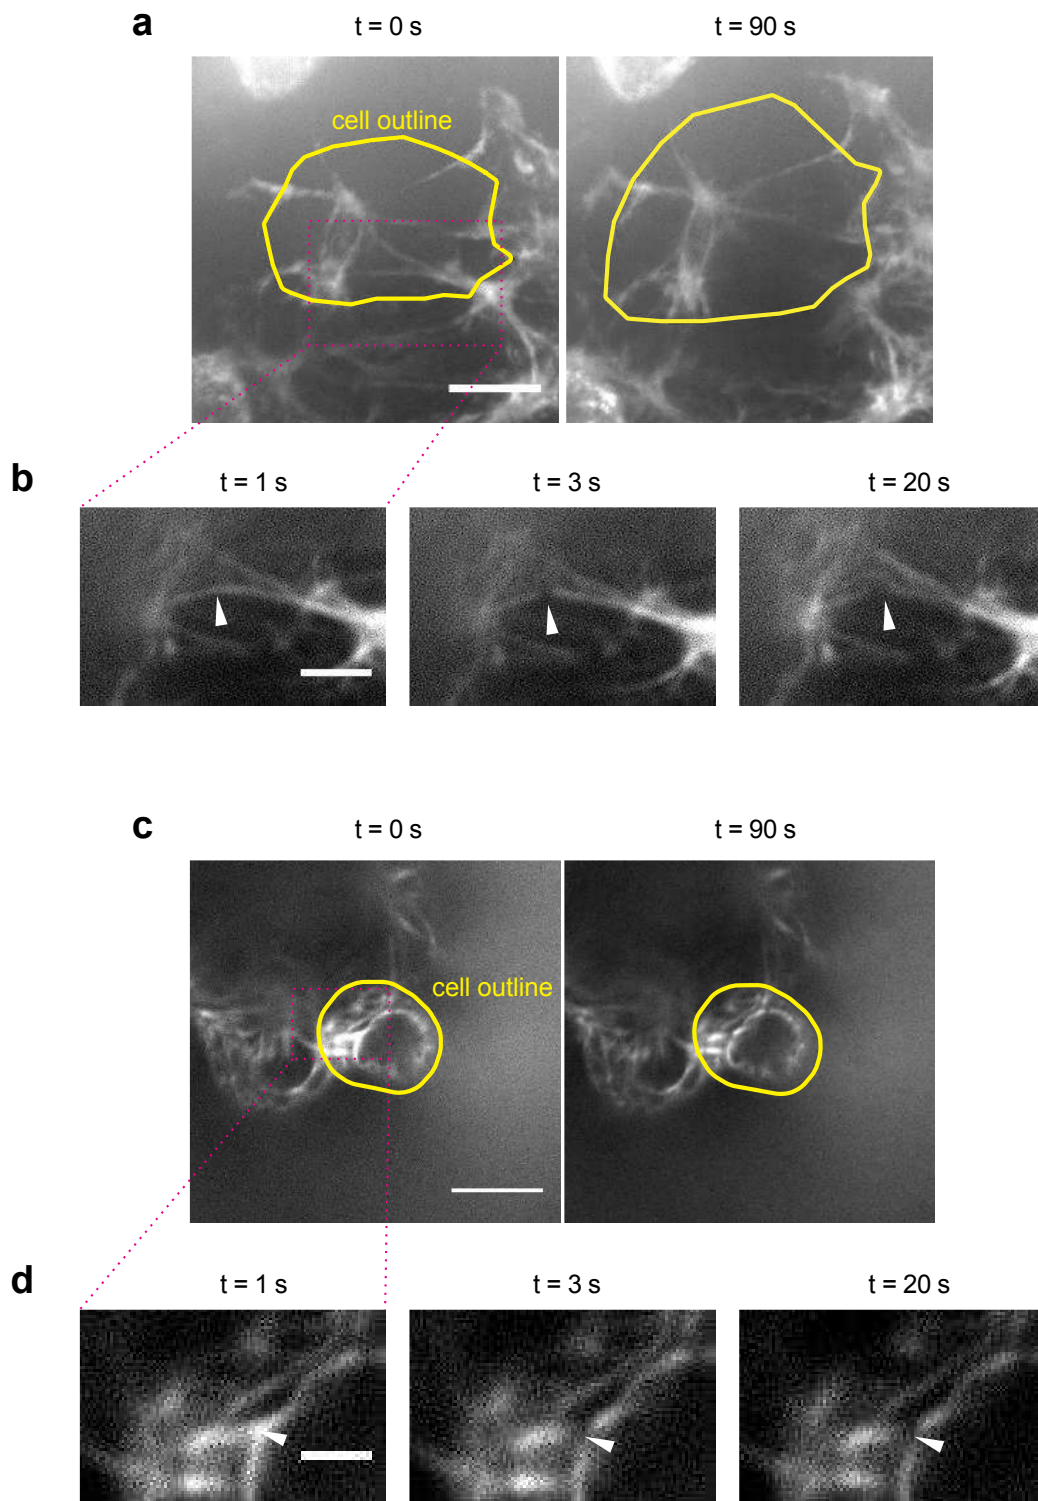 a
t = 0 s
t = 90 s
cell outline
b
t = 1 s
t = 3 s
t = 20 s
c
t = 0 s
t = 90 s
cell outline
d
t = 1 s
t = 3 s
t = 20 s